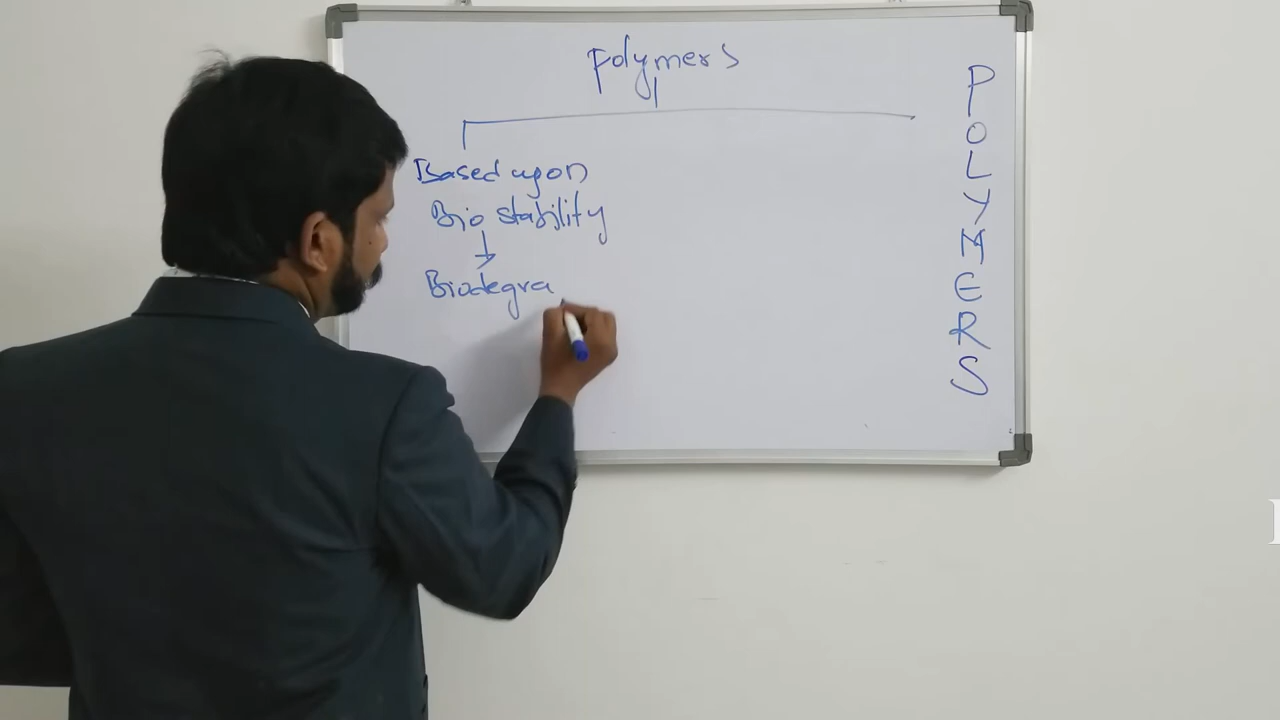 Polymers
Based upon
Bio stability
Biodegra
P
O
L
Y
M
E
R
S